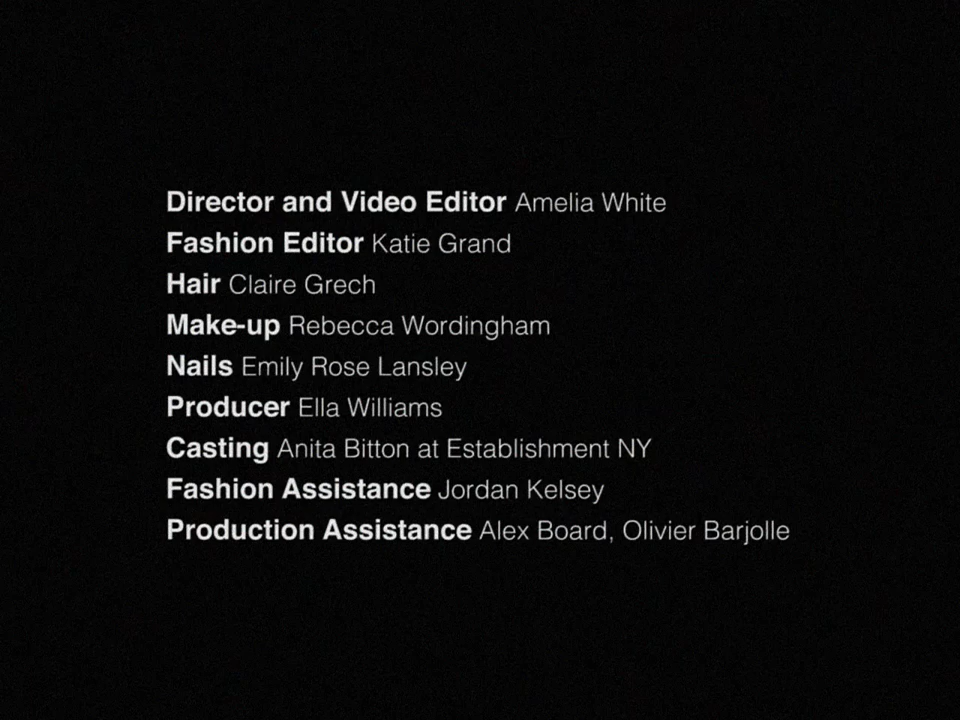 Director and Video Editor Amelia White
Fashion Editor Katie Grand
Hair Claire Grech
Make-up Rebecca Wordingham
Nails Emily Rose Lansley
Producer Ella Williams
Casting Anita Bitton at Establishment NY
Fashion Assistance Jordan Kelsey
Production Assistance Alex Board, Olivier Barjolle